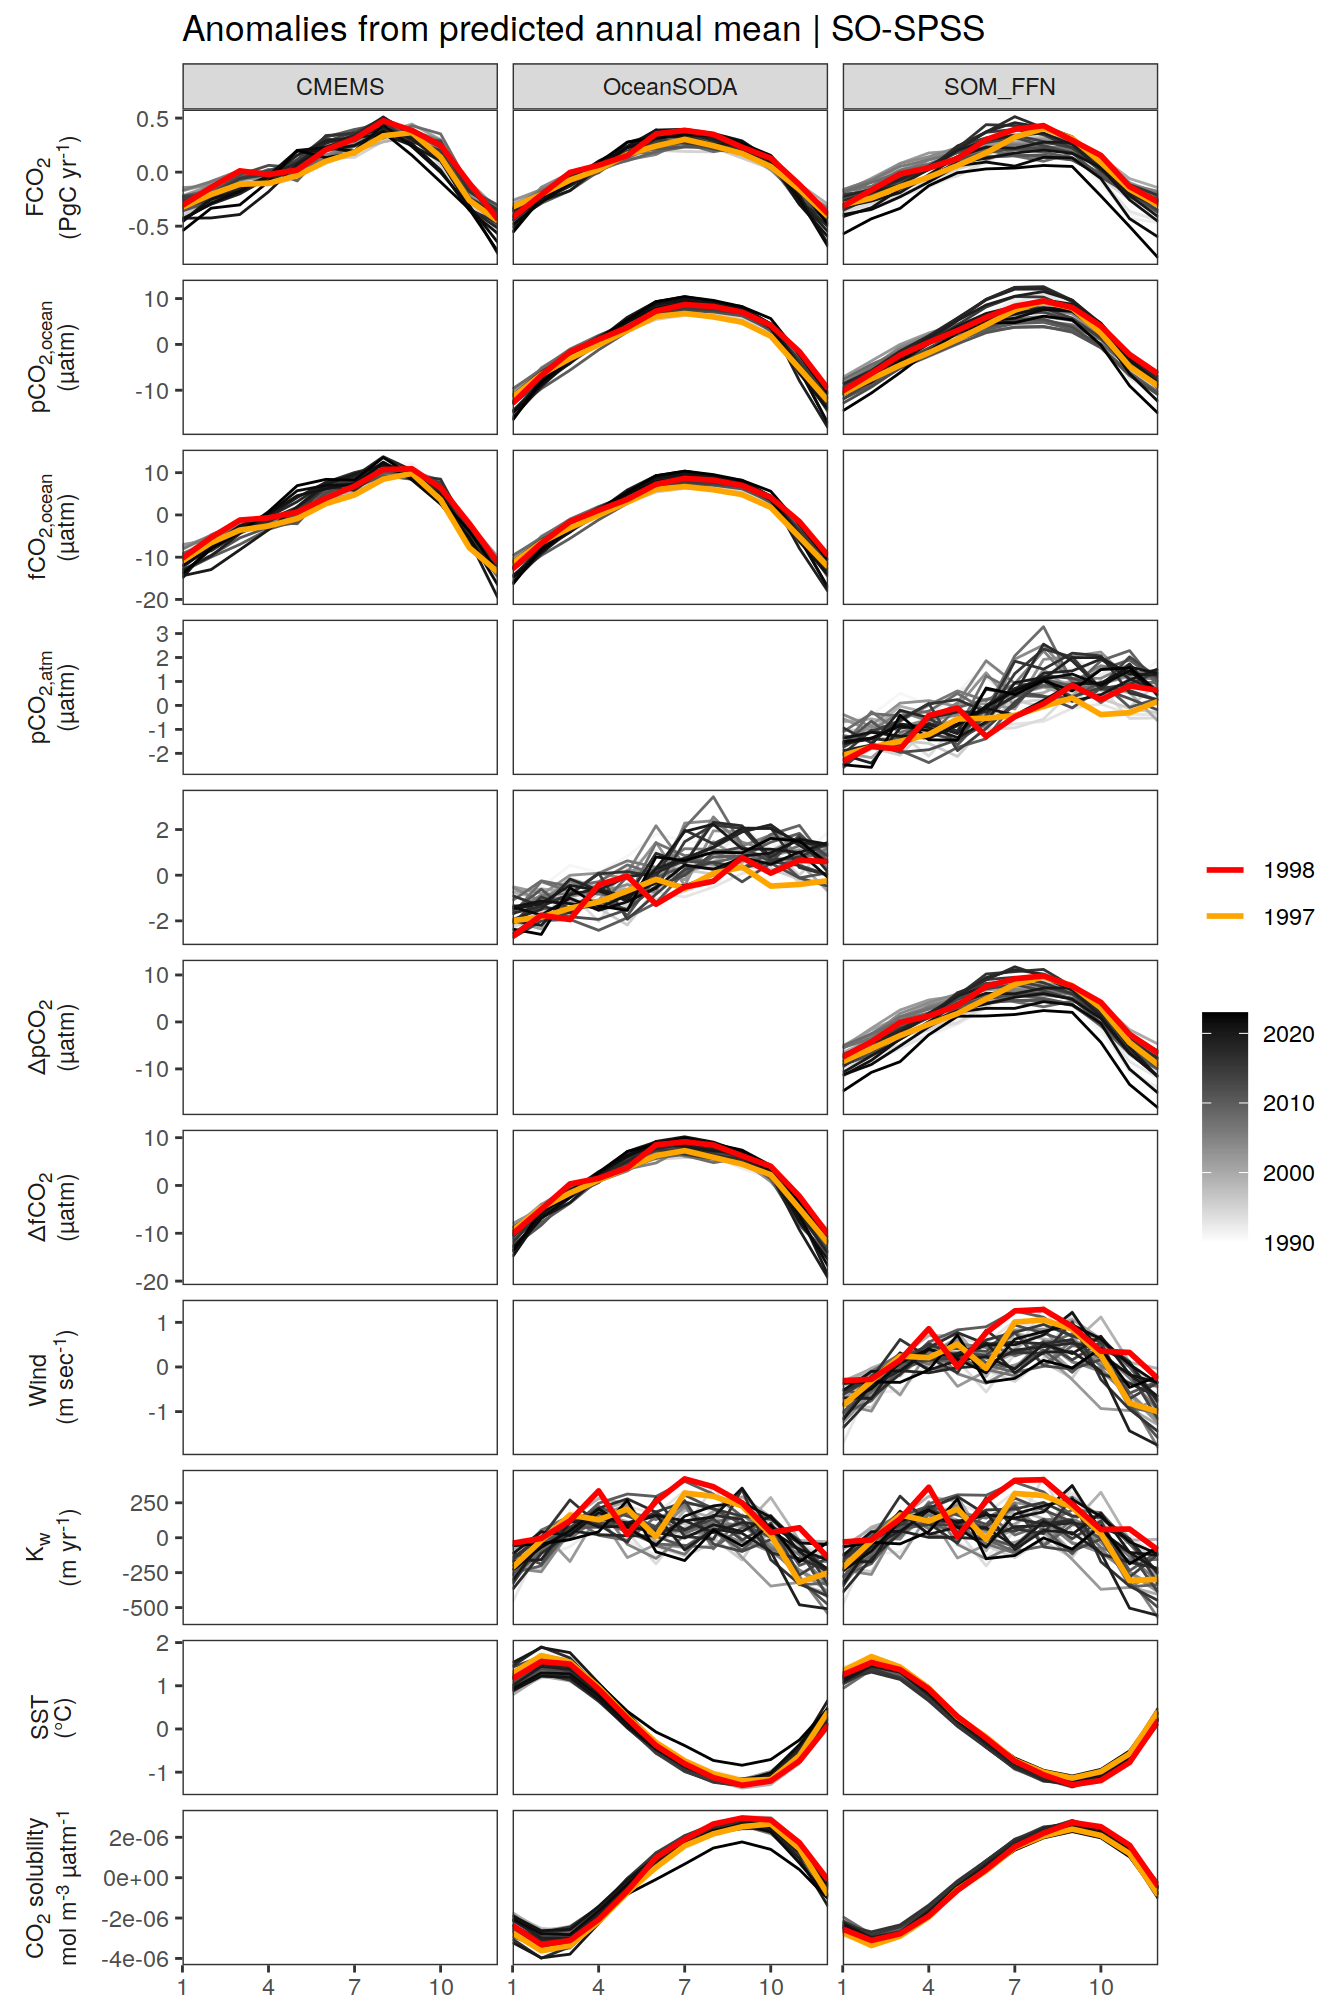 Anomalies from predicted annual mean | SO-SPSS
CMEMS
OceanSODA
SOM_FFN
FCO2
(PgC yr-1)
0.5
0.0
-0.5
pCO2,ocean
(µatm)
10
0
-10
fCO2,ocean
(µatm)
10
0
-10
-20
pCO2,atm
(µatm)
3
2
1
0
-1
-2
2
0
-2
1998
1997
ΔpCO2
(µatm)
10
0
-10
2020
2010
2000
1990
ΔfCO2
(µatm)
10
0
-10
-20
Wind
(m sec-1)
1
0
-1
Kw
(m yr-1)
250
0
-250
-500
SST
(°C)
2
1
0
-1
CO2 solubility
mol m-3 µatm-1
2e-06
0e+00
-2e-06
-4e-06
1 4 7 10
1 4 7 10
1 4 7 10